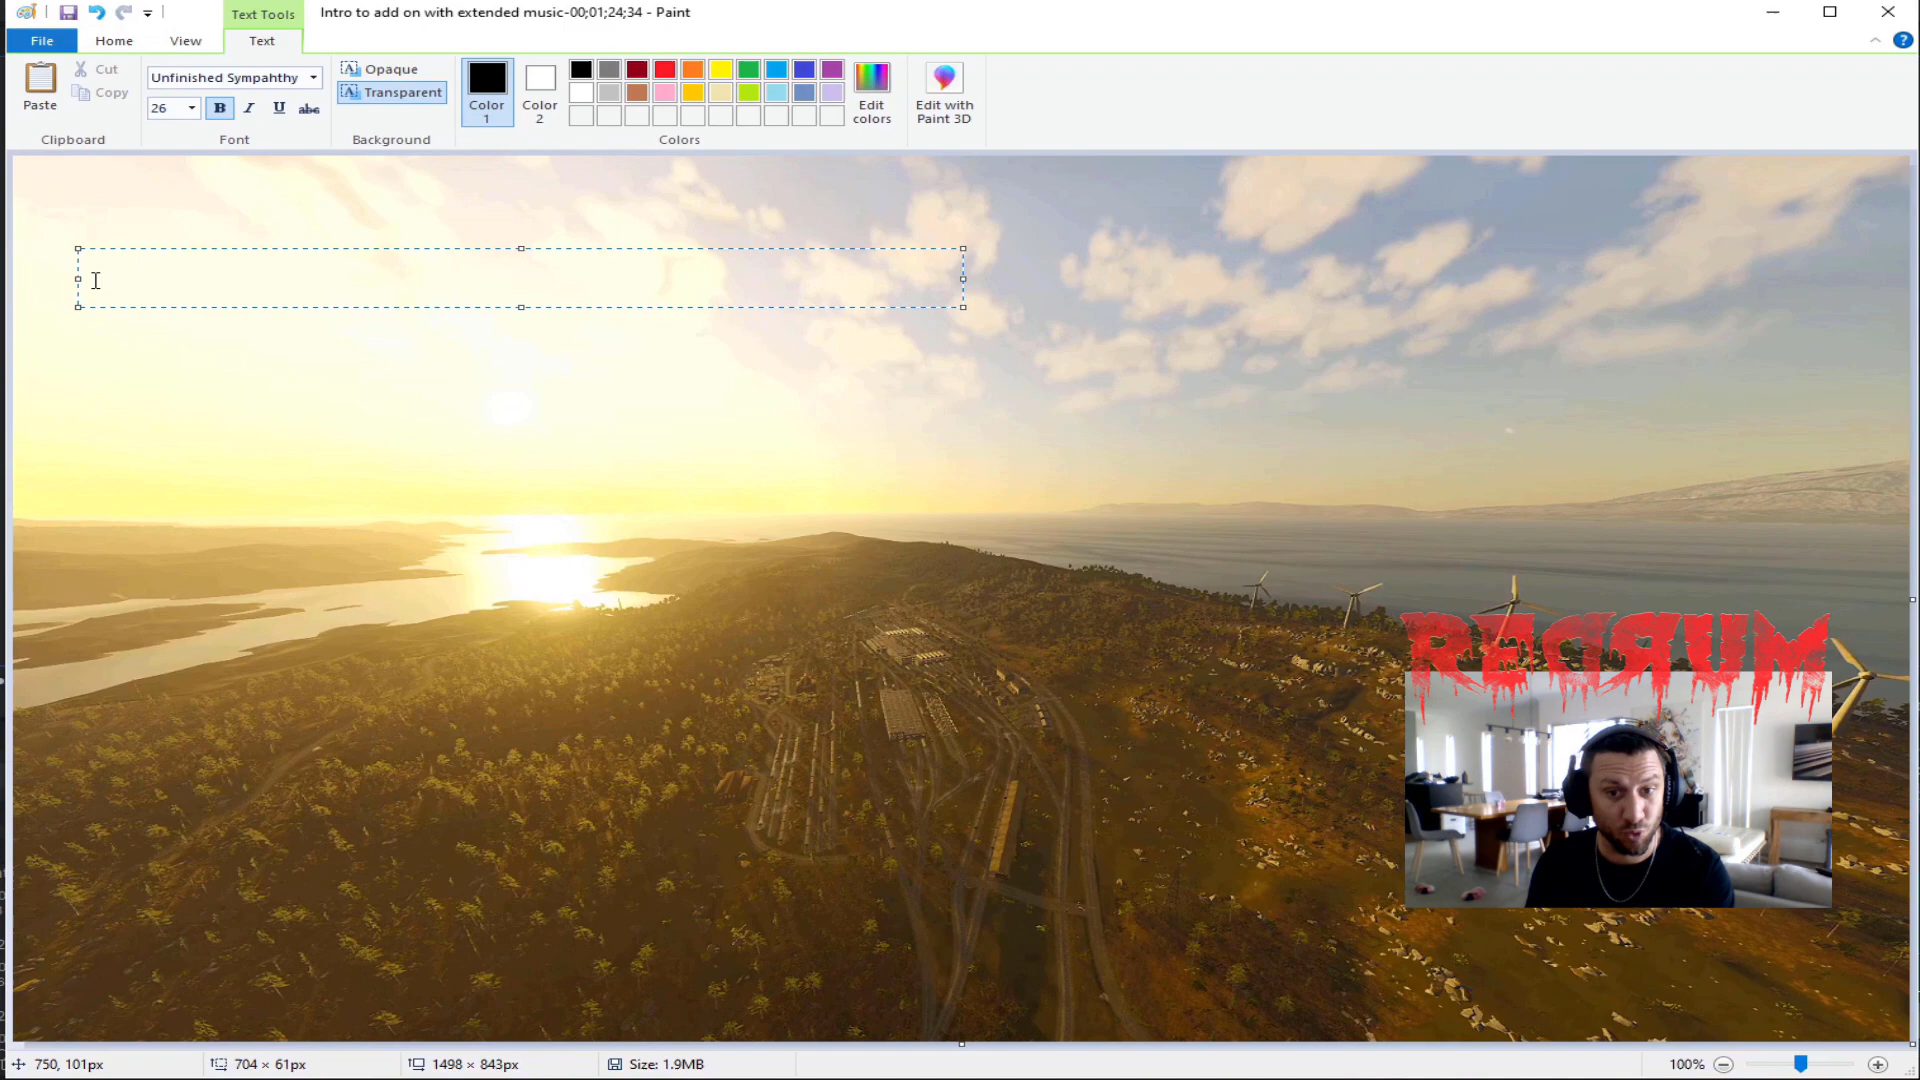 Text Tools
Intro to add on with extended music-00;01;24;34 - Paint
File
Home
View
Text
Paste
Cut
Copy
Clipboard
Unfinished Sympahthy
26
B
I
U
abc
Font
Opaque
Transparent
Background
Color
1
Color
2
Edit
colors
Colors
Edit with
Paint 3D
REDRUM
750, 101px
704 × 61px
1498 × 843px
Size: 1.9MB
100%